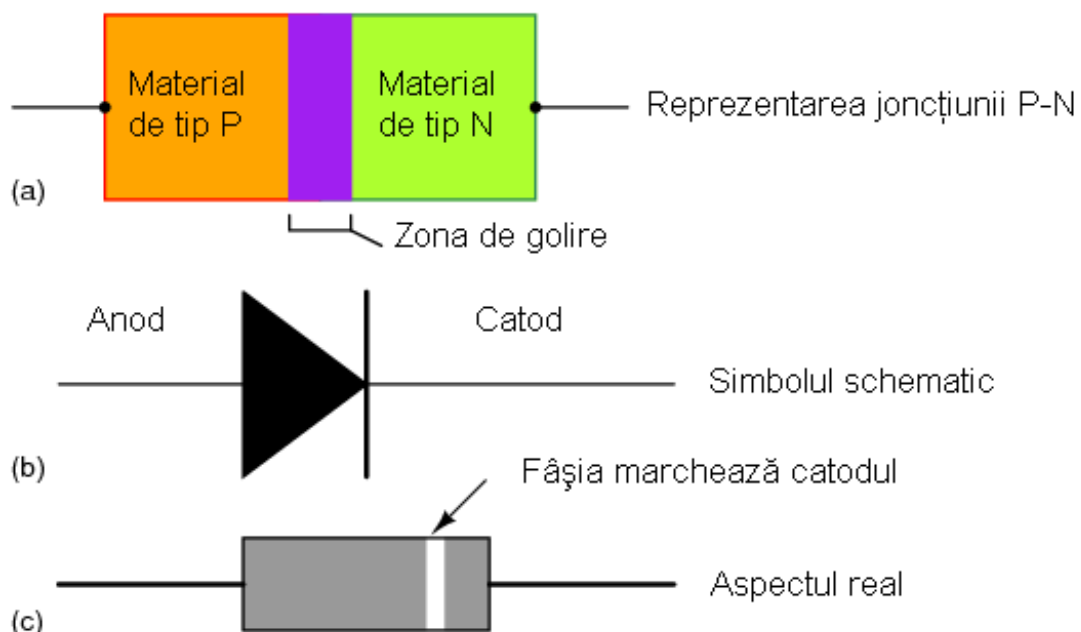 Material
de tip P
Material
de tip N
Reprezentarea joncţiunii P-N
(a)
Zona de golire
Anod
Catod
Simbolul schematic
(b)
Fâşia marchează catodul
Aspectul real
(c)